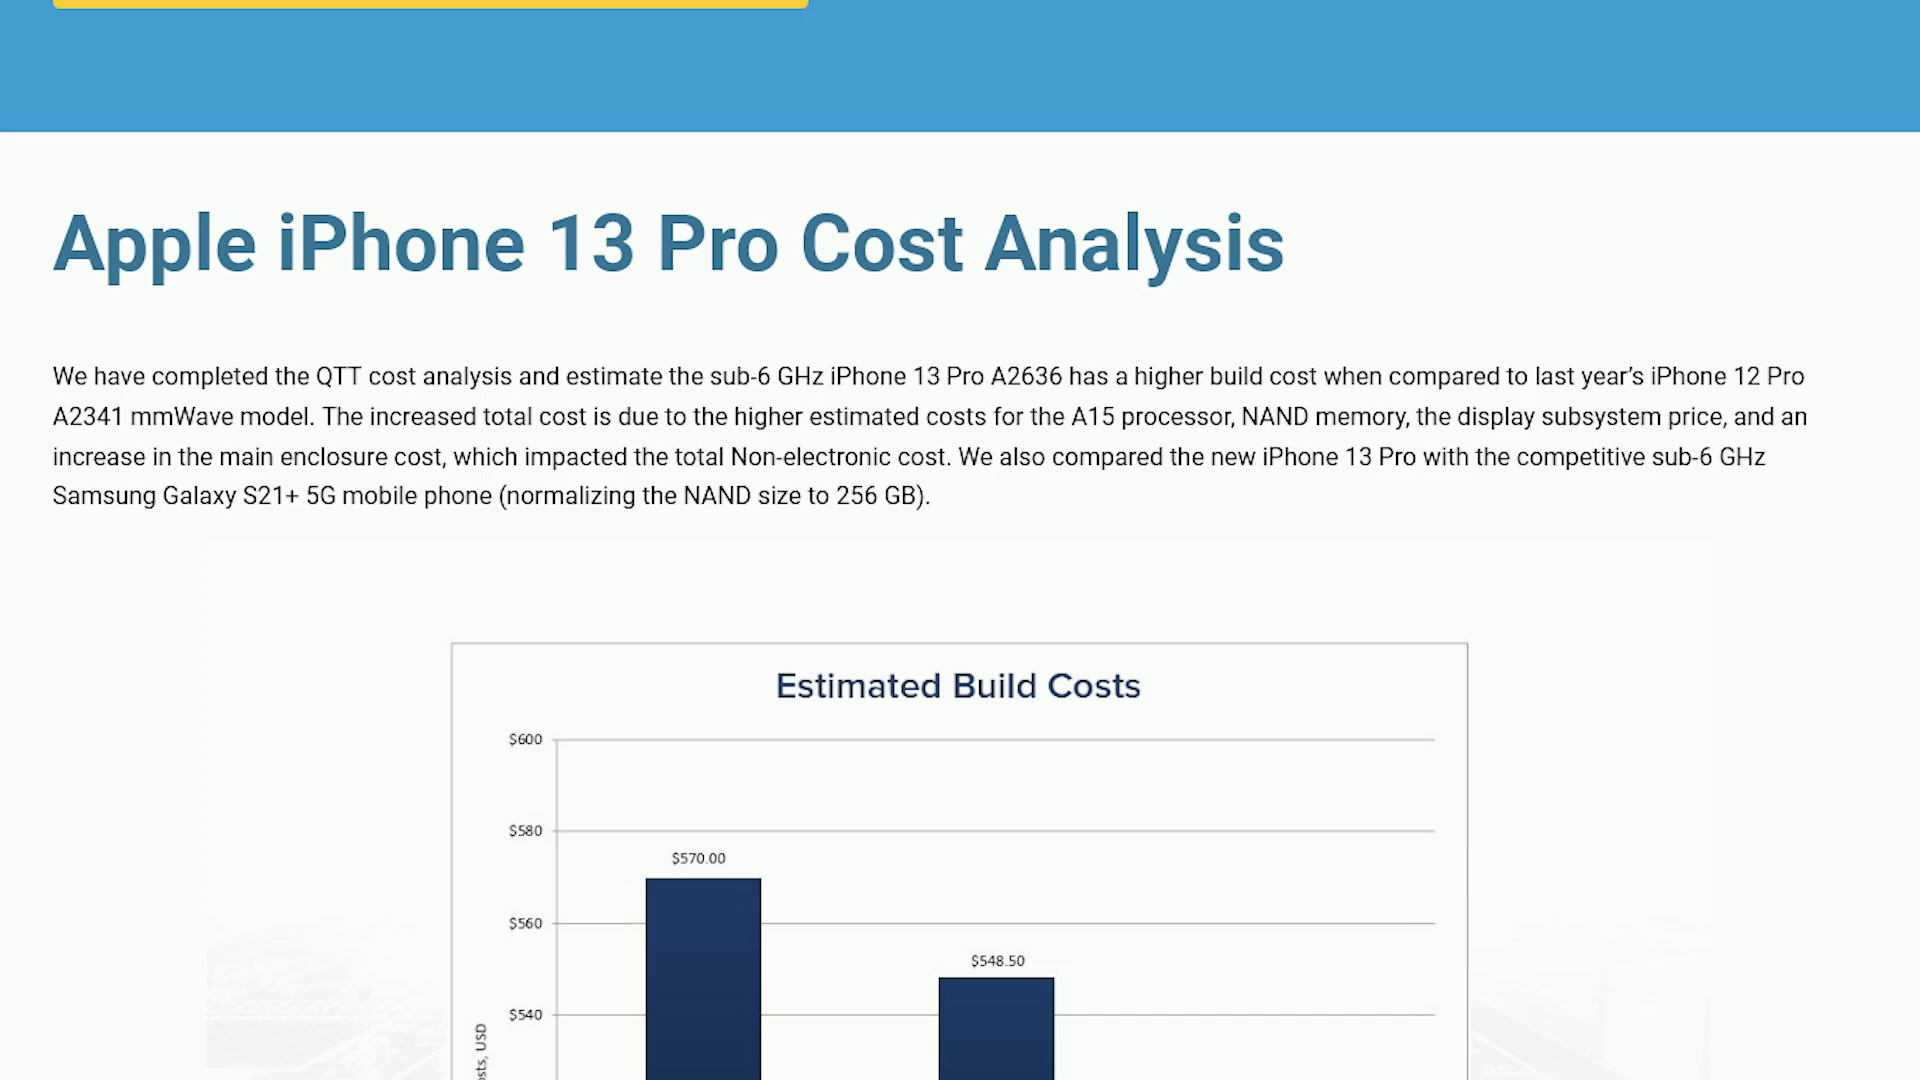 Apple iPhone 13 Pro Cost Analysis
We have completed the QTT cost analysis and estimate the sub-6 GHz iPhone 13 Pro A2636 has a higher build cost when compared to last year’s iPhone 12 Pro
A2341 mmWave model. The increased total cost is due to the higher estimated costs for the A15 processor, NAND memory, the display subsystem price, and an
increase in the main enclosure cost, which impacted the total Non-electronic cost. We also compared the new iPhone 13 Pro with the competitive sub-6 GHz
Samsung Galaxy S21+ 5G mobile phone (normalizing the NAND size to 256 GB).
Estimated Build Costs
$600
$580
$570.00
$560
$548.50
$540
USD